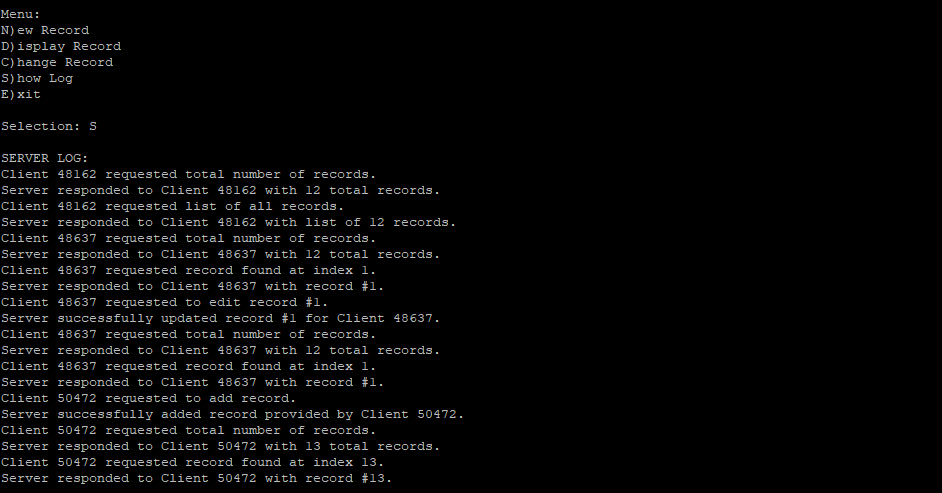 Menu:
N)ew Record
D)isplay Record
C)hange Record
S)how Log
E)xit
Selection: S
SERVER LOG:
Client 48162 requested total number of records.
Server responded to Client 48162 with 12 total records.
Client 48162 requested list of all records.
Server responded to Client 48162 with list of 12 records.
Client 48637 requested total number of records.
Server responded to Client 48637 with 12 total records.
Client 48637 requested record found at index 1.
Server responded to Client 48637 with record #1.
Client 48637 requested to edit record #1.
Server successfully updated record #1 for Client 48637.
Client 48637 requested total number of records.
Server responded to Client 48637 with 12 total records.
Client 48637 requested record found at index 1.
Server responded to Client 48637 with record #1.
Client 50472 requested to add record.
Server successfully added record provided by Client 50472.
Client 50472 requested total number of records.
Server responded to Client 50472 with 13 total records.
Client 50472 requested record found at index 13.
Server responded to Client 50472 with record #13.